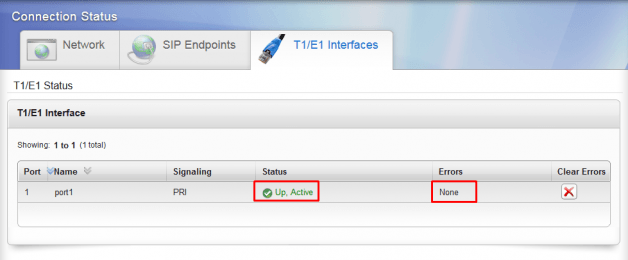 Connection Status
Network SIP Endpoints T1/E1 Interfaces
T1/E1 Status
T1/E1 Interface
Showing: 1 to 1 (1 total)
Port Name Signaling Status Errors Clear Errors
1 port1 PRI Up, Active None